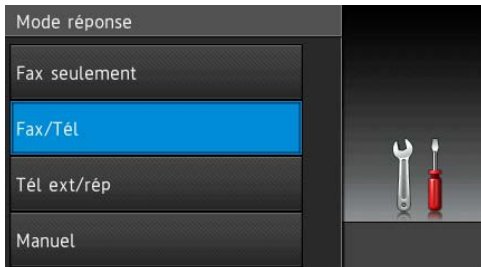 Mode réponse
Fax seulement
Fax/Tél
Tél ext/rép
Manuel